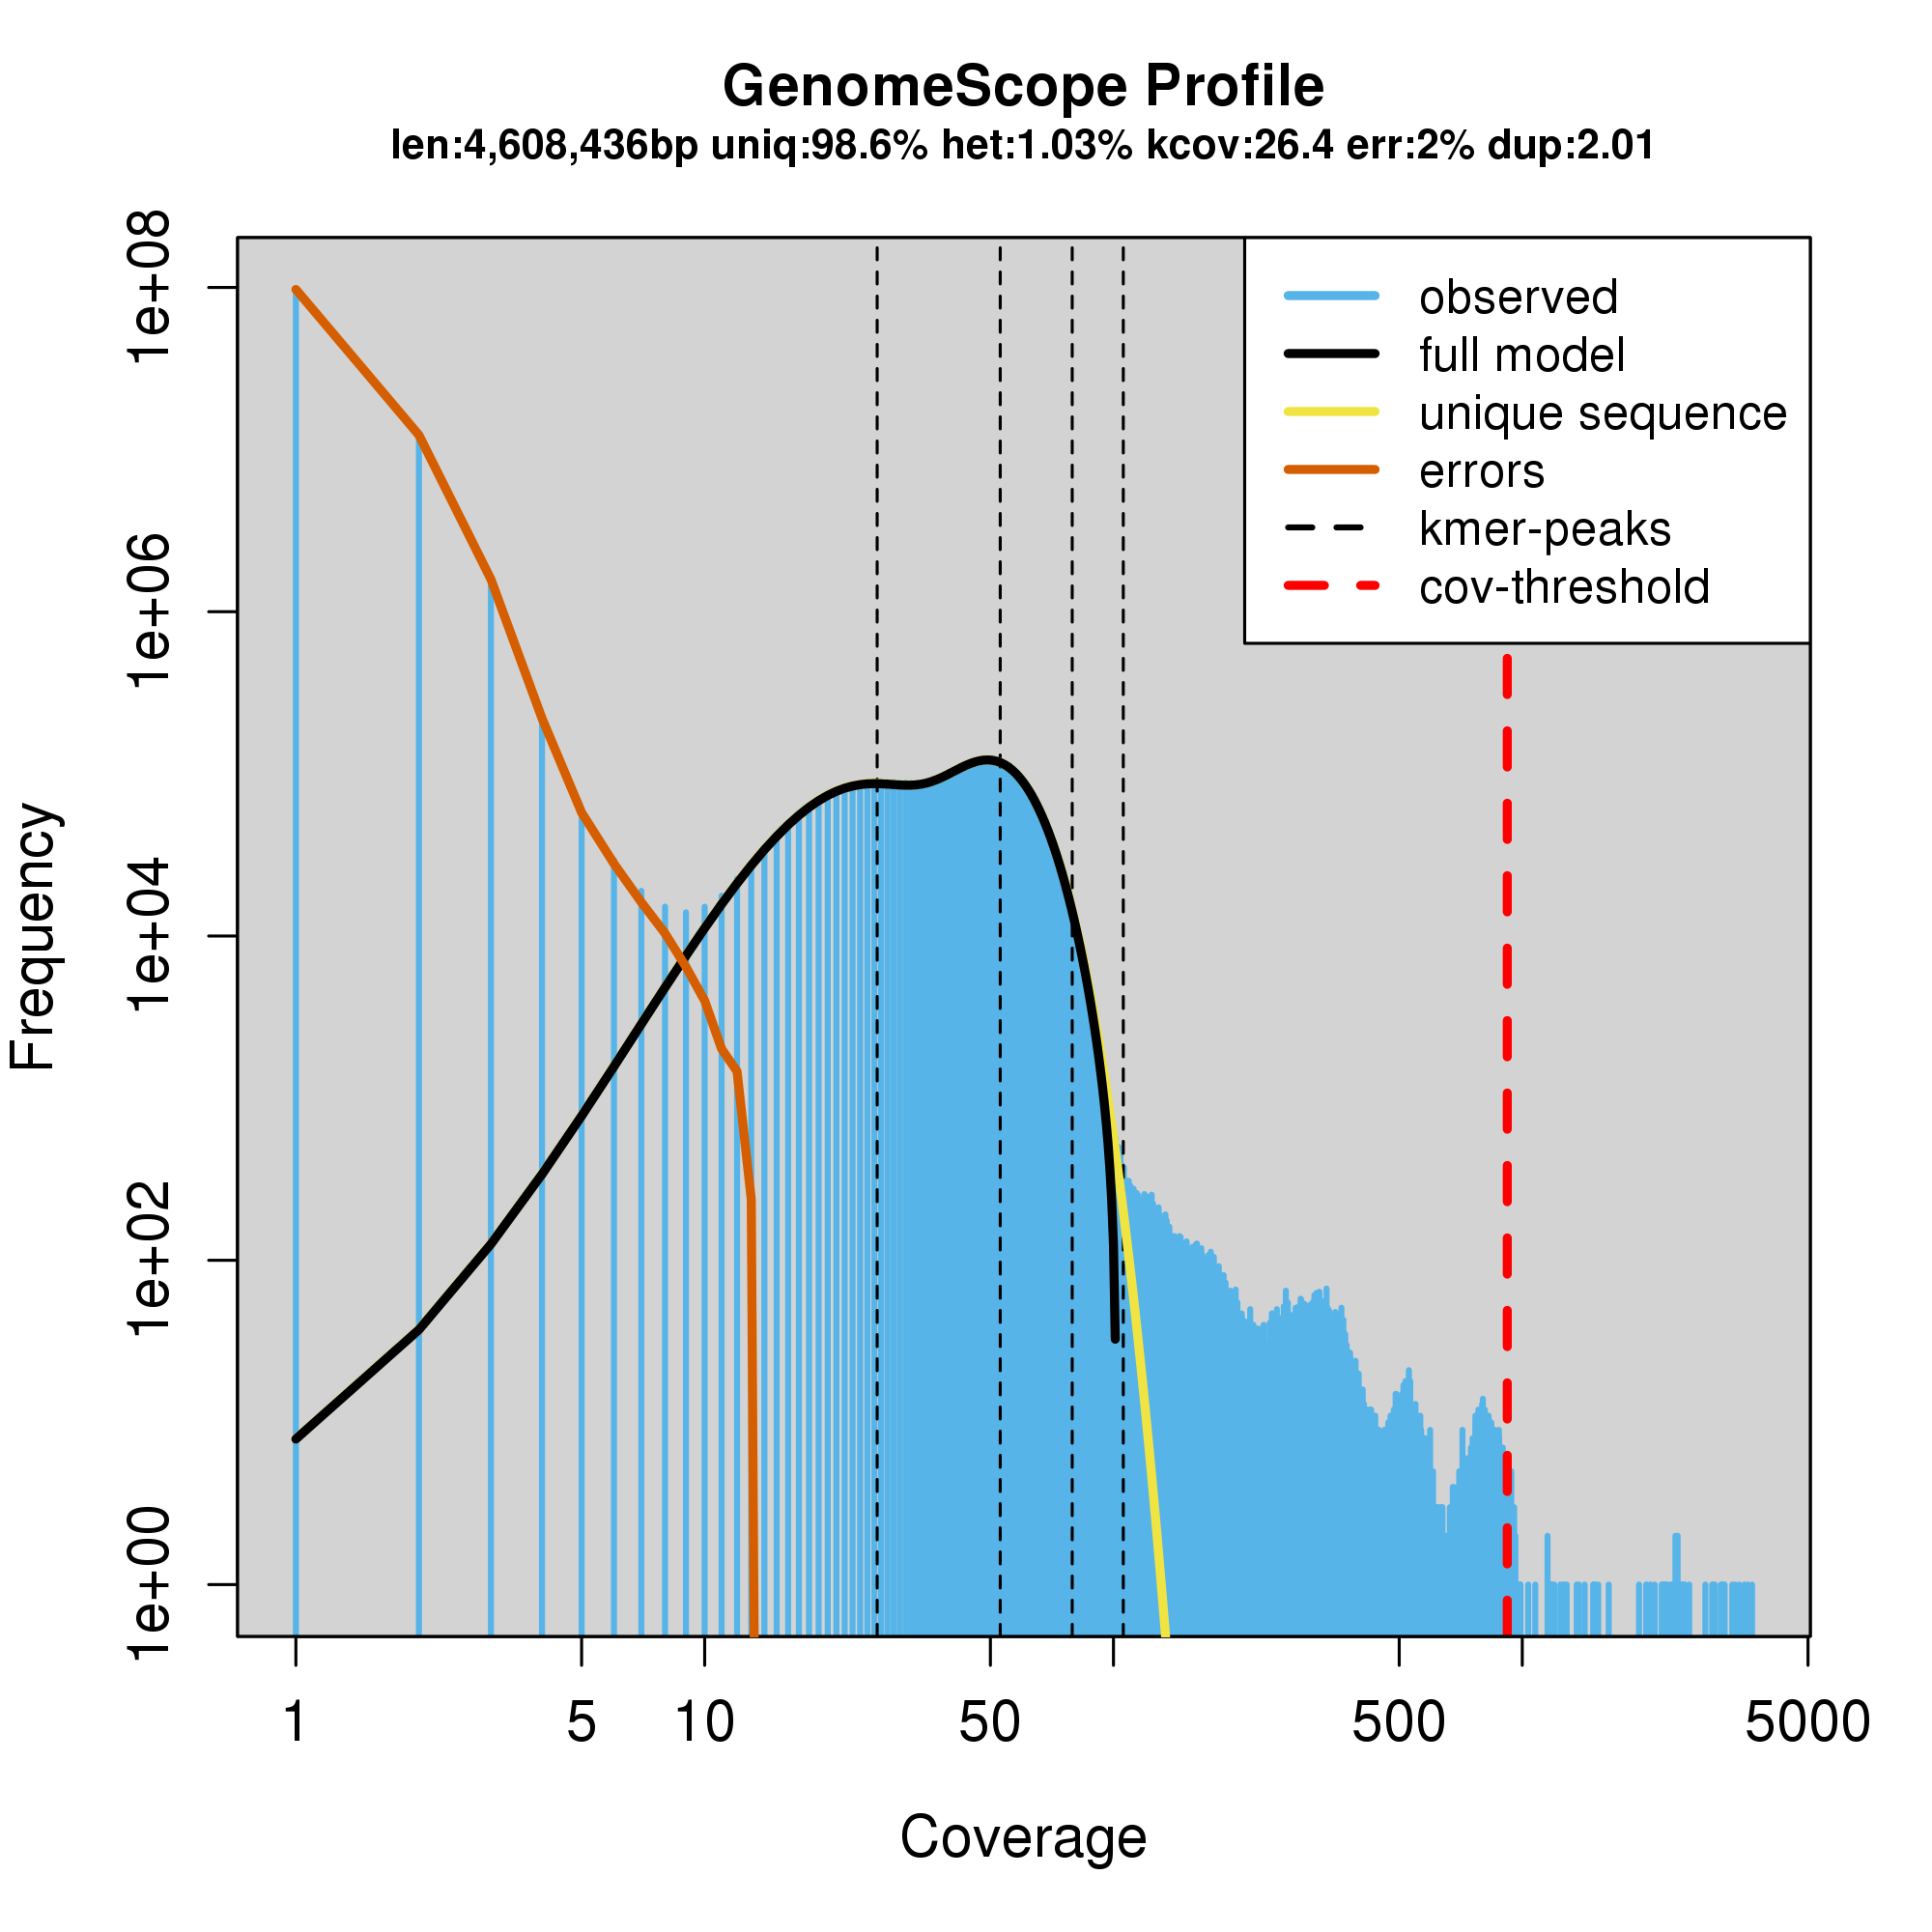 GenomeScope Profile
len:4,608,436bp uniq:98.6% het:1.03% kcov:26.4 err:2% dup:2.01
observed
full model
unique sequence
errors
kmer-peaks
cov-threshold
Frequency
1e+08
1e+06
1e+04
1e+02
1e+00
1 5 10 50 500 5000
Coverage